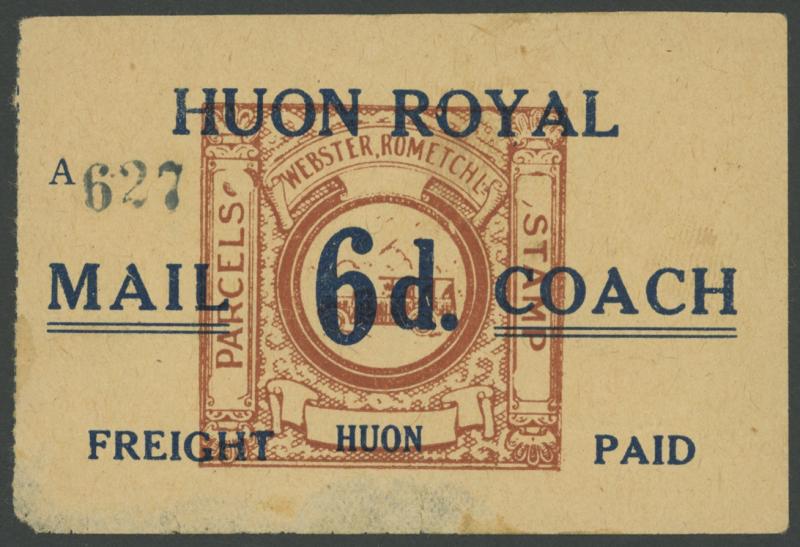 HUON ROYAL
WEBSTER, ROMETCH
A 627
PARCELS
STAMP
MAIL 6d. COACH
FREIGHT HUON PAID